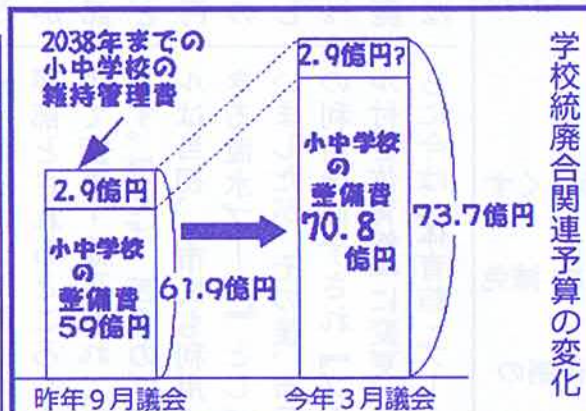 学校統廃合関連予算の変化
2038年までの
小中学校の
維持管理費
2.9億円
小中学校
の
整備費
59億円
61.9億円
2.9億円?
小中学校
の
整備費
70.8
億円
73.7億円
昨年9月議会
今年3月議会